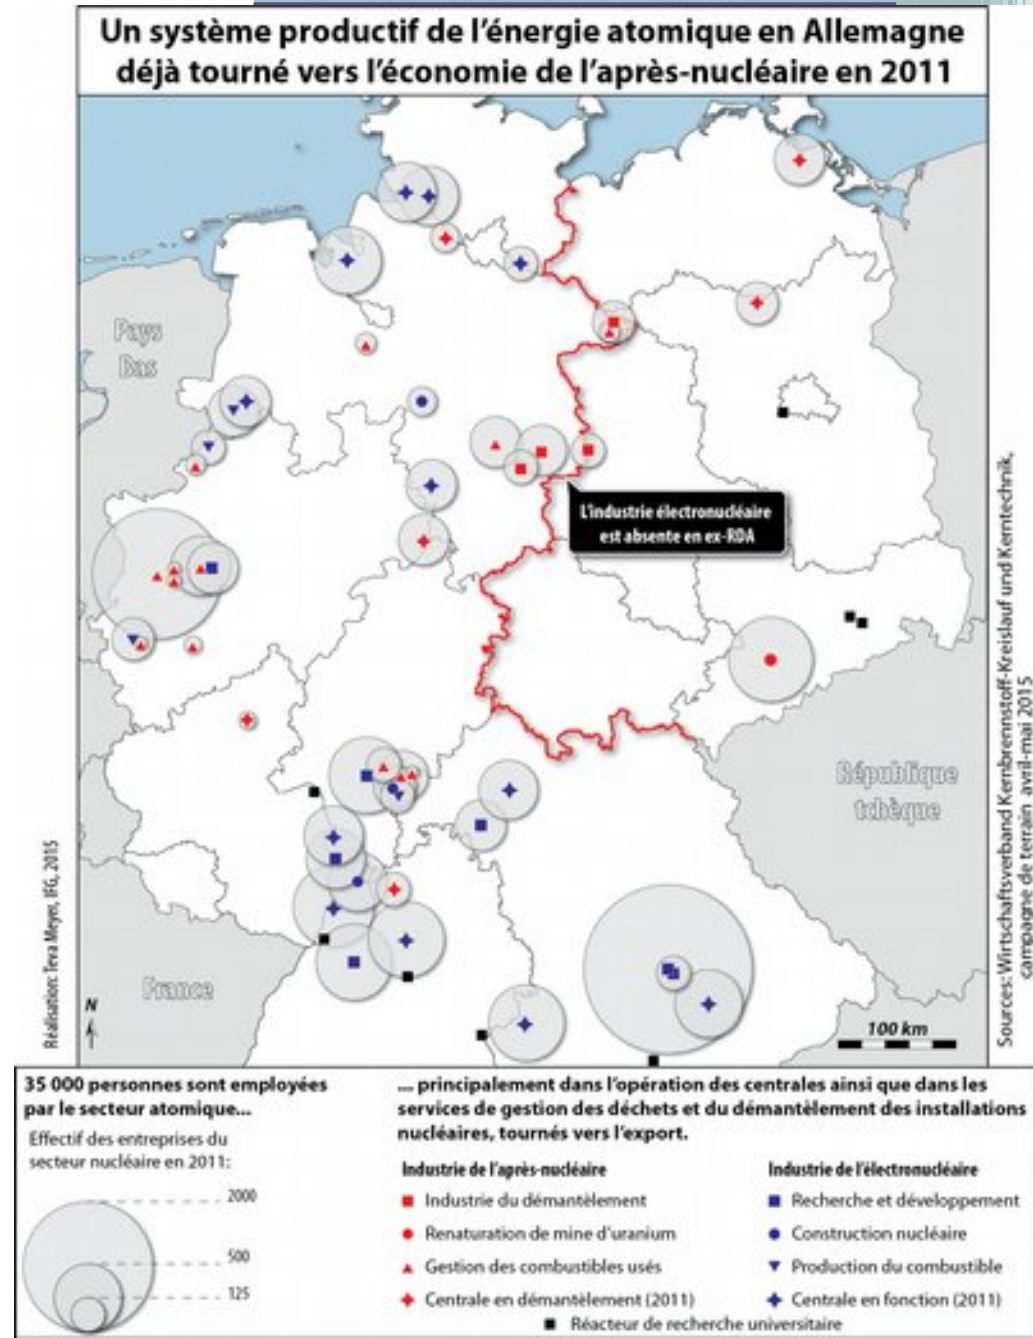 Un système productif de l'énergie atomique en Allemagne
déjà tourné vers l'économie de l'après-nucléaire en 2011
Pays
Bas
L'industrie électronucléaire
est absente en ex-RDA
République
tchèque
France
N
100 km
Réalisation: Teva Meyer, IFG, 2015
Sources: Wirtschaftsverband Kernbrennstoff-Kreislauf und Kerntechnik,
campagne de terrain avril-mai 2015
35 000 personnes sont employées
par le secteur atomique...
Effectif des entreprises du
secteur nucléaire en 2011:
2000
500
125
... principalement dans l'opération des centrales ainsi que dans les
services de gestion des déchets et du démantèlement des installations
nucléaires, tournés vers l'export.
Industrie de l'après-nucléaire
Industrie du démantèlement
Renaturation de mine d'uranium
Gestion des combustibles usés
Centrale en démantèlement (2011)
Industrie de l'électronucléaire
Recherche et développement
Construction nucléaire
Production du combustible
Centrale en fonction (2011)
Réacteur de recherche universitaire